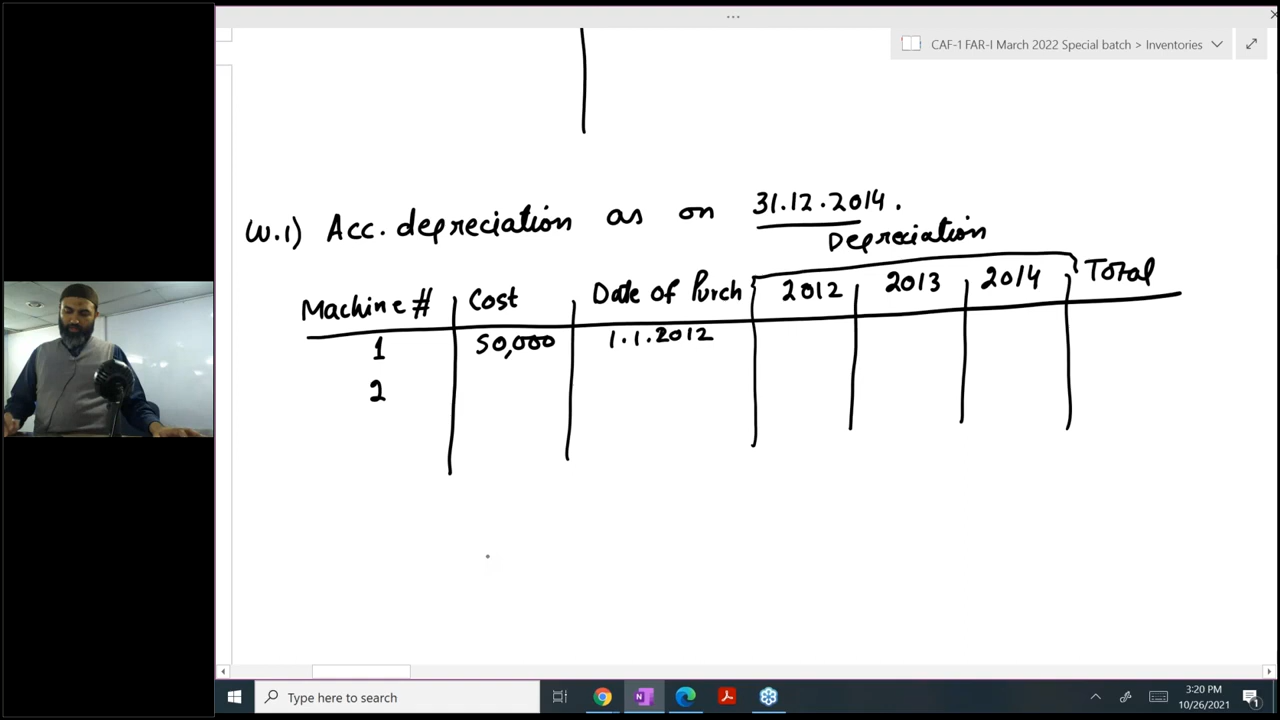 CAF-1 FAR-I March 2022 Special batch > Inventories
W.1) Acc. depreciation as on 31.12.2014.
Depreciation
Machine # Cost Date of Purch 2012 2013 2014 Total
1 50,000 1.1.2012
2
Type here to search
3:20 PM
10/26/2021
1